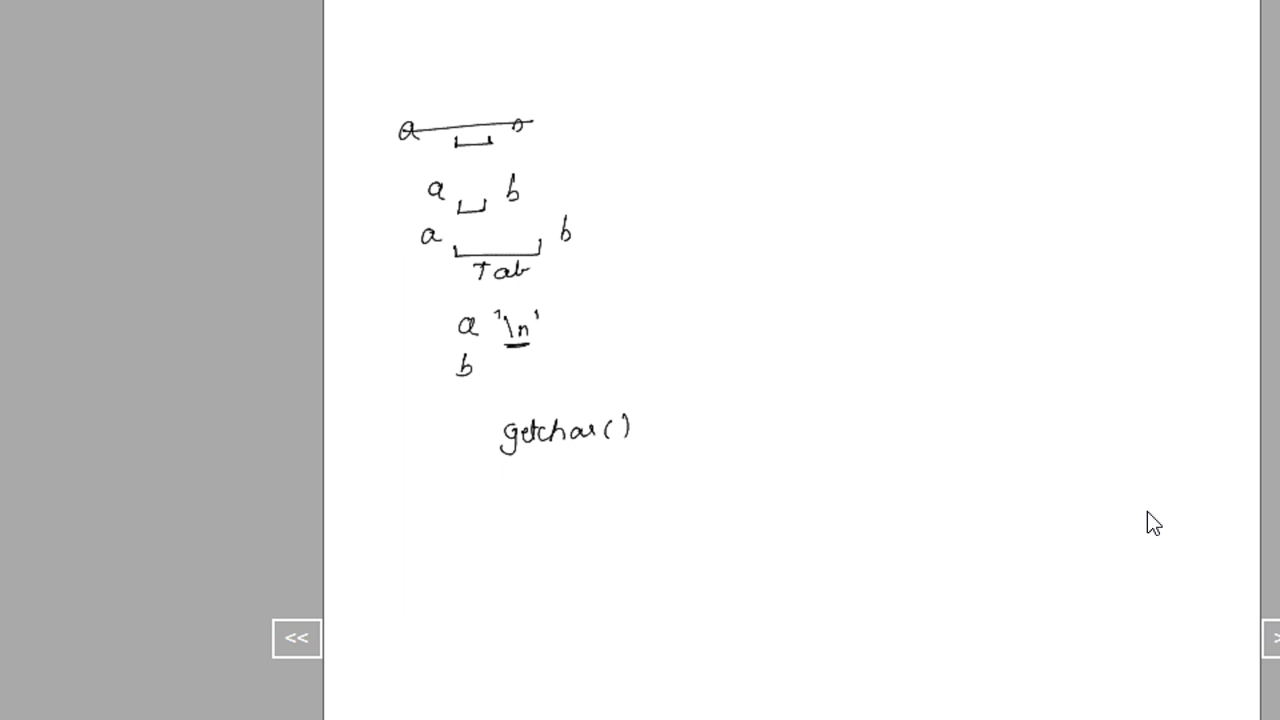 a ␣ b
a ␣ b
Tab
a '\n'
b
getchar()
<<